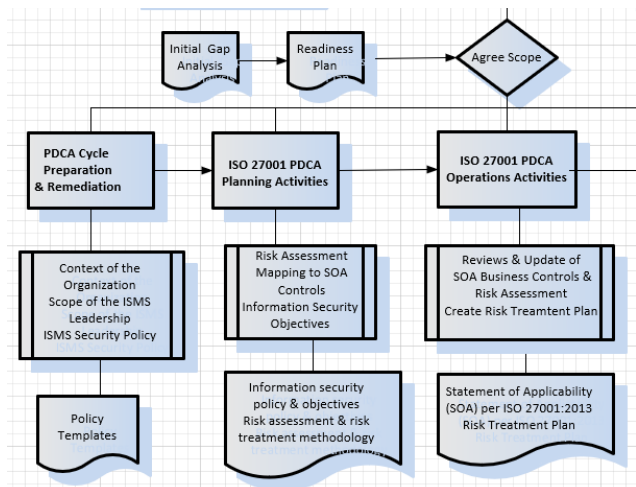 Initial Gap
Analysis
Readiness
Plan
Agree Scope
PDCA Cycle
Preparation
& Remediation
ISO 27001 PDCA
Planning Activities
ISO 27001 PDCA
Operations Activities
Context of the
Organization
Scope of the ISMS
Leadership
ISMS Security Policy
Risk Assessment
Mapping to SOA
Controls
Information Security
Objectives
Reviews & Update of
SOA Business Controls &
Risk Assessment
Create Risk Treamtent Plan
Policy
Templates
Information security
policy & objectives
Risk assessment & risk
treatment methodology
Statement of Applicability
(SOA) per ISO 27001:2013
Risk Treatment Plan